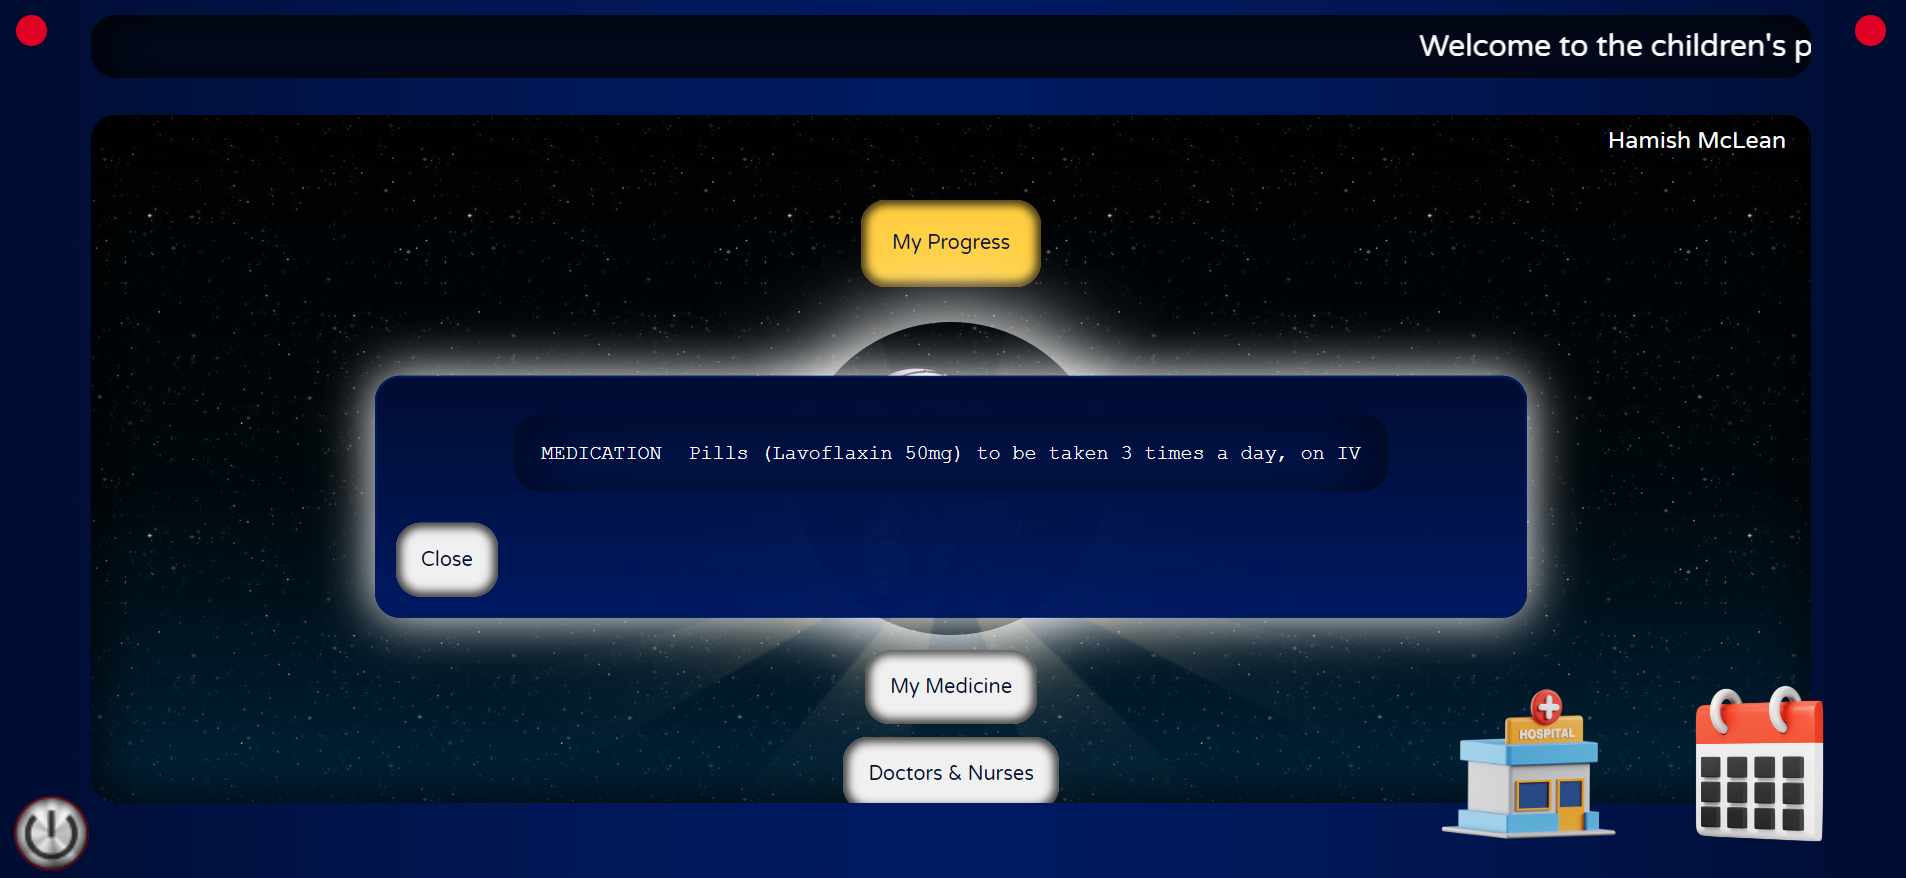 Welcome to the children's p
Hamish McLean
My Progress
MEDICATION Pills (Lavoflaxin 50mg) to be taken 3 times a day, on IV
Close
My Medicine
Doctors & Nurses
HOSPITAL